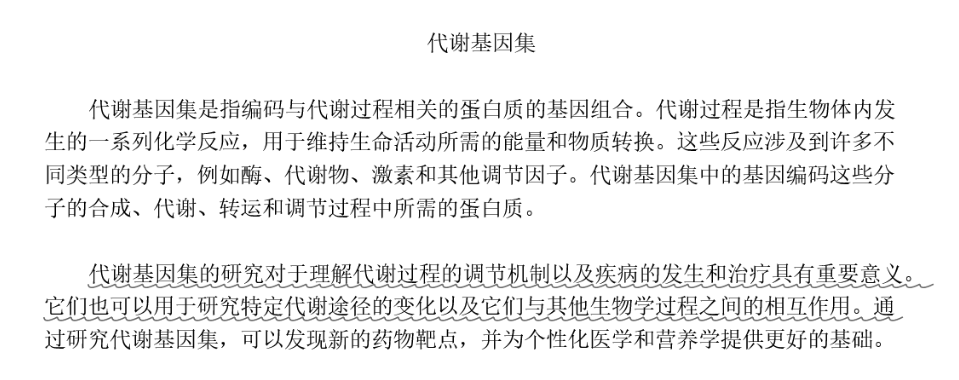 代谢基因集
代谢基因集是指编码与代谢过程相关的蛋白质的基因组合。代谢过程是指生物体内发
生的一系列化学反应，用于维持生命活动所需的能量和物质转换。这些反应涉及到许多不
同类型的分子，例如酶、代谢物、激素和其他调节因子。代谢基因集中的基因编码这些分
子的合成、代谢、转运和调节过程中所需的蛋白质。
代谢基因集的研究对于理解代谢过程的调节机制以及疾病的发生和治疗具有重要意义。
它们也可以用于研究特定代谢途径的变化以及它们与其他生物学过程之间的相互作用。通
过研究代谢基因集，可以发现新的药物靶点，并为个性化医学和营养学提供更好的基础。